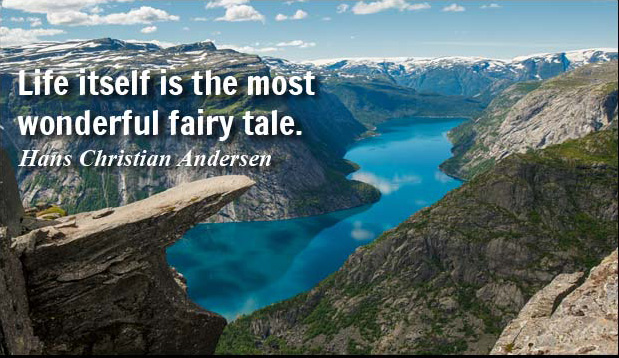 Life itself is the most
wonderful fairy tale.
Hans Christian Andersen